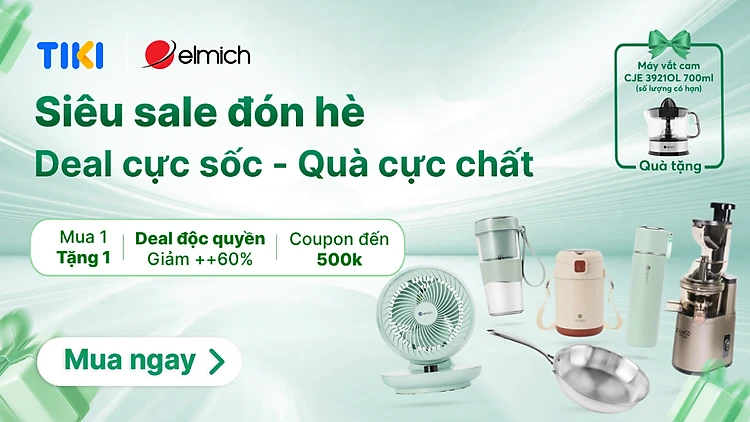 TIKI
elmich
Siêu sale đón hè
Deal cực sốc - Quà cực chất
Mua 1
Tặng 1
Deal độc quyền
Giảm ++60%
Coupon đến
500k
Mua ngay
Máy vắt cam
CJE 3921OL 700ml
(số lượng có hạn)
Quà tặng